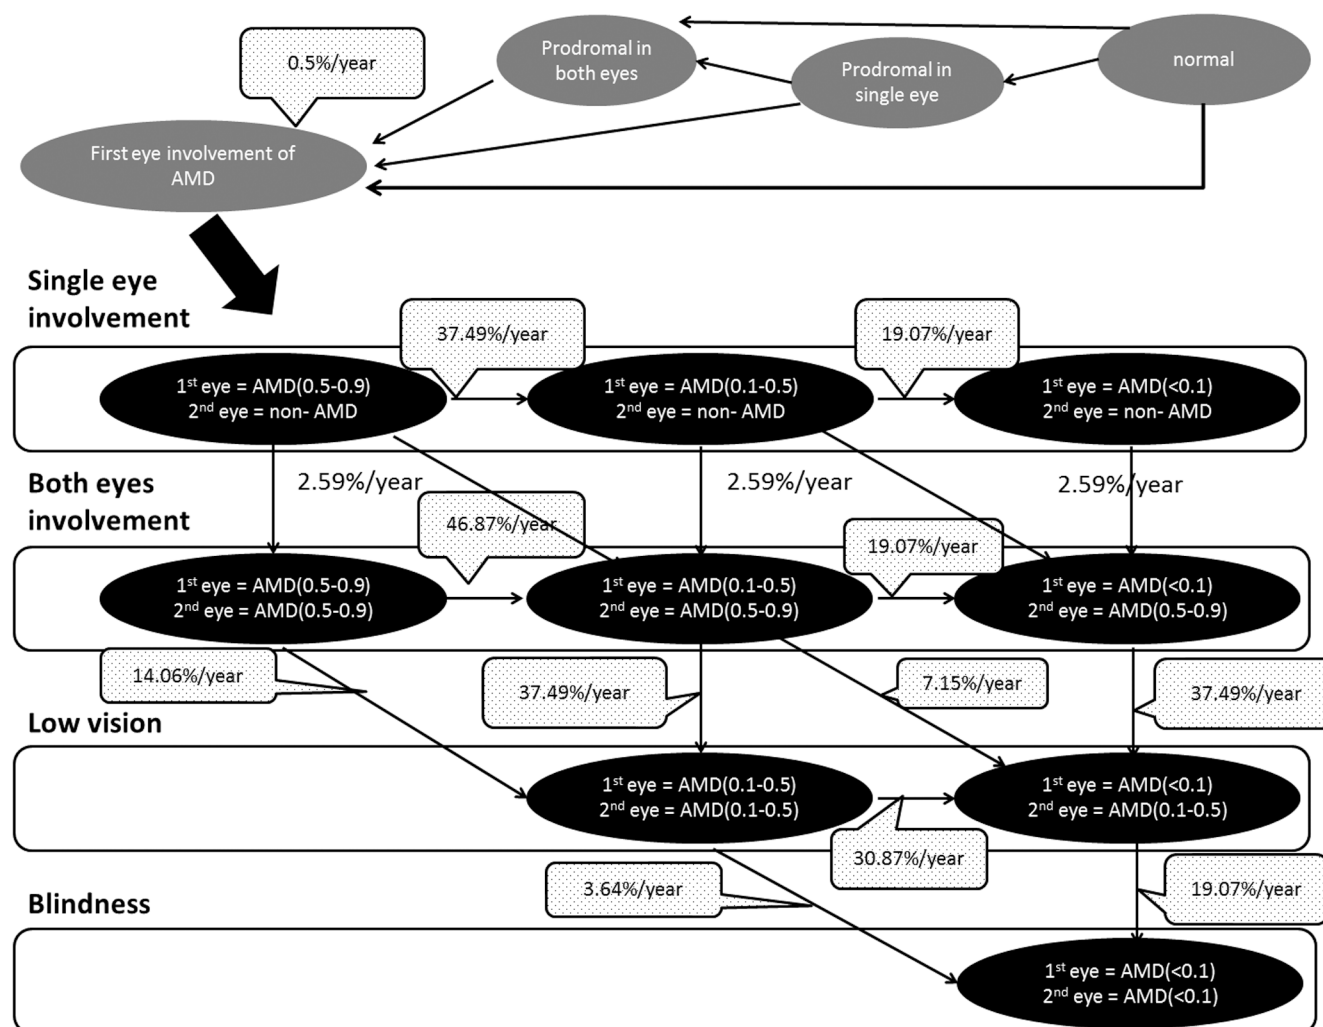 0.5%/year
Prodromal in
both eyes
Prodromal in
single eye
normal
First eye involvement of
AMD
Single eye
involvement
37.49%/year
19.07%/year
1st eye = AMD(0.5-0.9)
2nd eye = non- AMD
1st eye = AMD(0.1-0.5)
2nd eye = non- AMD
1st eye = AMD(<0.1)
2nd eye = non- AMD
Both eyes
involvement
2.59%/year
2.59%/year
2.59%/year
46.87%/year
19.07%/year
1st eye = AMD(0.5-0.9)
2nd eye = AMD(0.5-0.9)
1st eye = AMD(0.1-0.5)
2nd eye = AMD(0.5-0.9)
1st eye = AMD(<0.1)
2nd eye = AMD(0.5-0.9)
14.06%/year
37.49%/year
7.15%/year
37.49%/year
Low vision
1st eye = AMD(0.1-0.5)
2nd eye = AMD(0.1-0.5)
1st eye = AMD(<0.1)
2nd eye = AMD(0.1-0.5)
30.87%/year
3.64%/year
19.07%/year
Blindness
1st eye = AMD(<0.1)
2nd eye = AMD(<0.1)